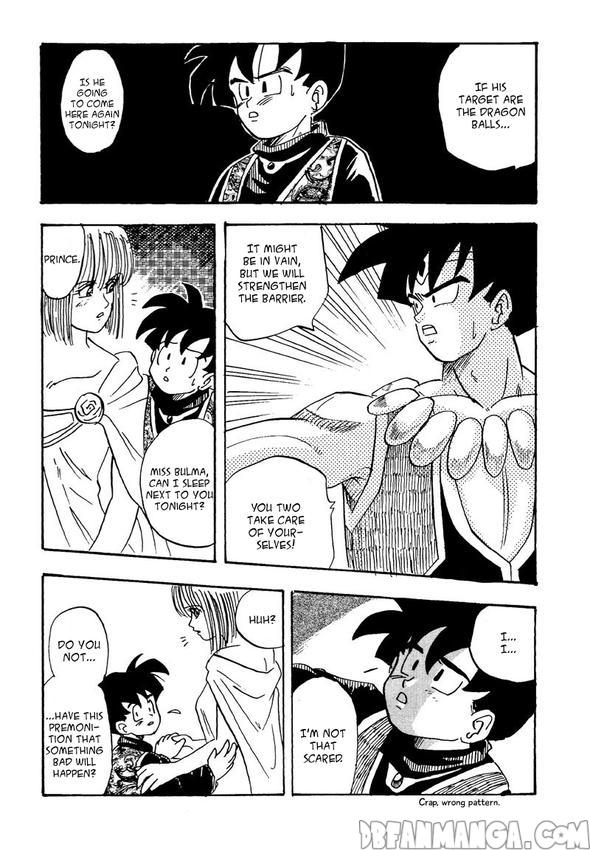 IF HIS
TARGET ARE
THE DRAGON
BALLS...
IS HE
GOING
TO COME
HERE AGAIN
TONIGHT?
IT MIGHT
BE IN VAIN,
BUT WE WILL
STRENGTHEN
THE BARRIER.
YOU TWO
TAKE CARE
OF YOUR-
SELVES!
PRINCE.
MISS BULMA,
CAN I SLEEP
NEXT TO YOU
TONIGHT?
I...
I...
I'M NOT
THAT
SCARED.
Crap, wrong pattern.
HUH?
DO YOU
NOT...
...HAVE THIS
PREMONI-
TION THAT
SOMETHING
BAD WILL
HAPPEN?
DBFANMANGA.COM